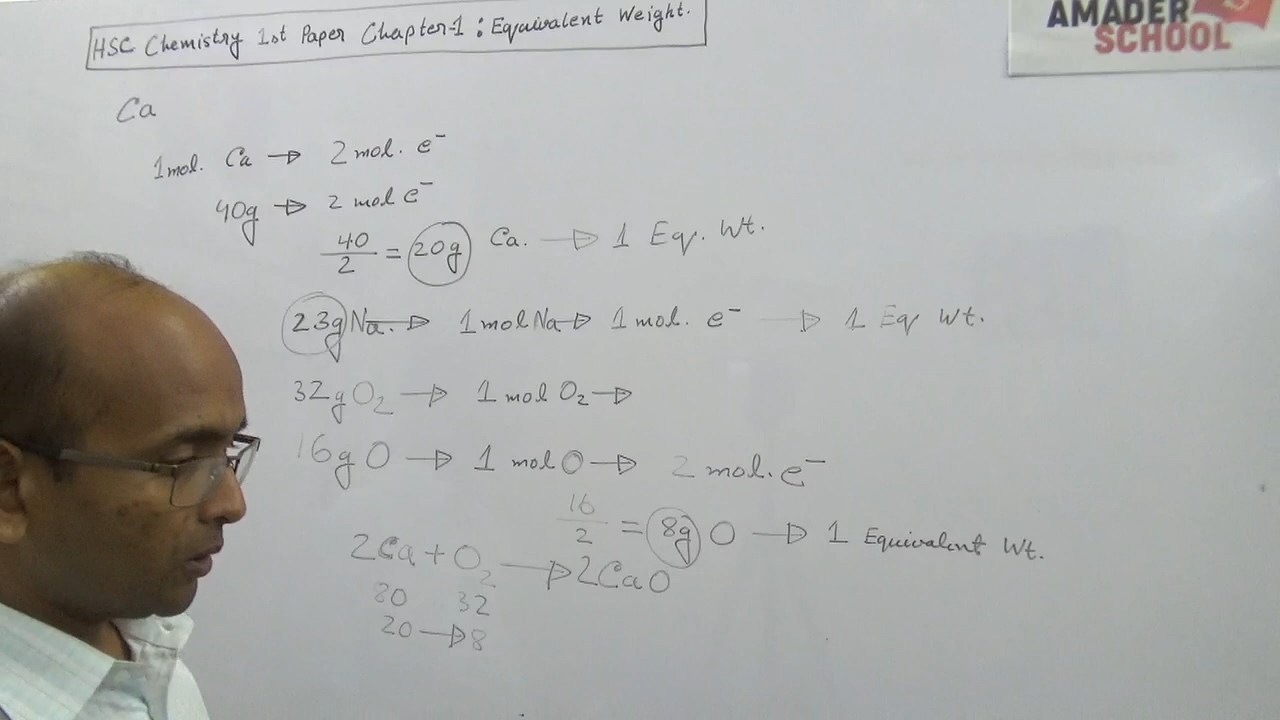 HSC Chemistry 1st Paper Chapter-1 : Equivalent Weight.
AMADER
SCHOOL
Ca
1mol. Ca → 2 mol. e⁻
40g → 2 mol e⁻
40/2 = 20g Ca. → 1 Eq. Wt.
23g Na. → 1 mol Na → 1 mol. e⁻ → 1 Eq Wt.
32g O₂ → 1 mol O₂ →
16g O → 1 mol O → 2 mol. e⁻
16/2 = 8g O → 1 Equivalent Wt.
2Ca + O₂ → 2CaO
80 32
20 → 8